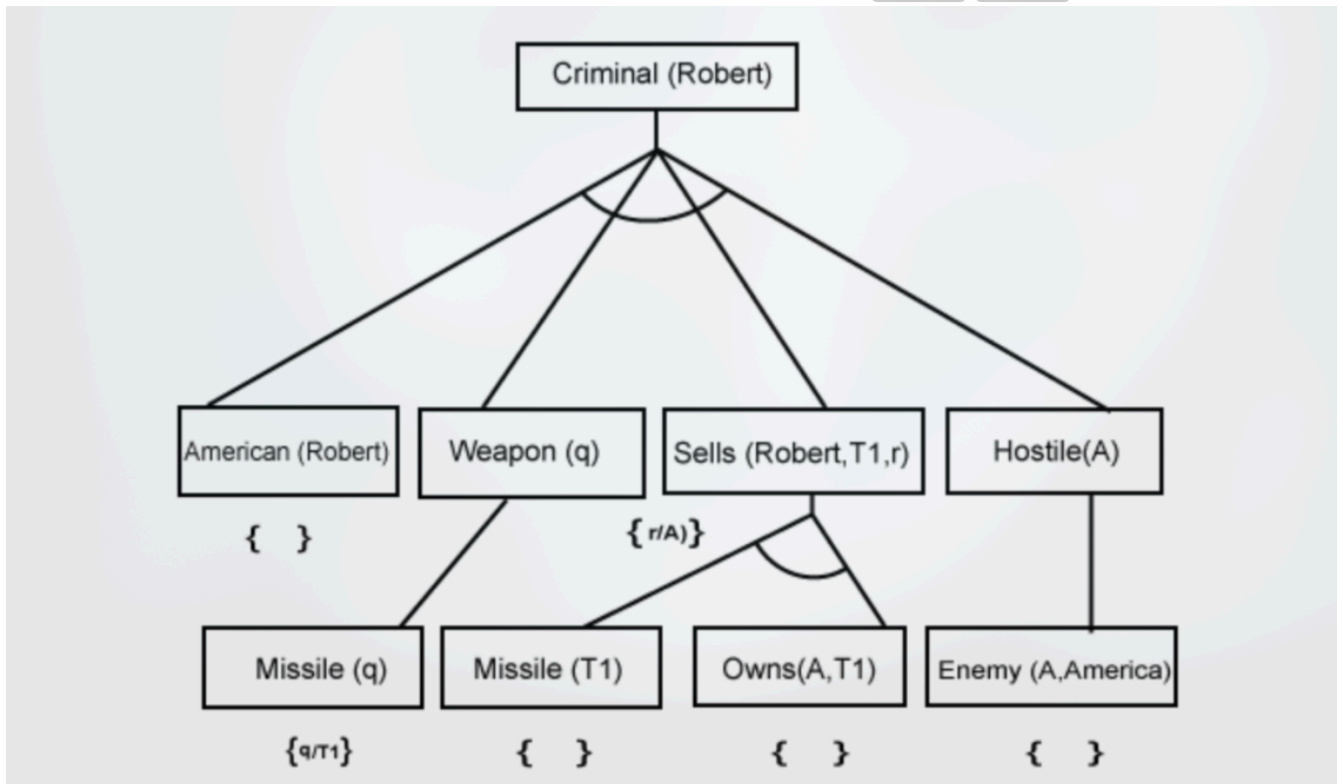 Criminal (Robert)
American (Robert)
Weapon (q)
Sells (Robert,T1,r)
Hostile(A)
{ }
{ r/A)}
Missile (q)
Missile (T1)
Owns(A,T1)
Enemy (A,America)
{q/T1}
{ }
{ }
{ }